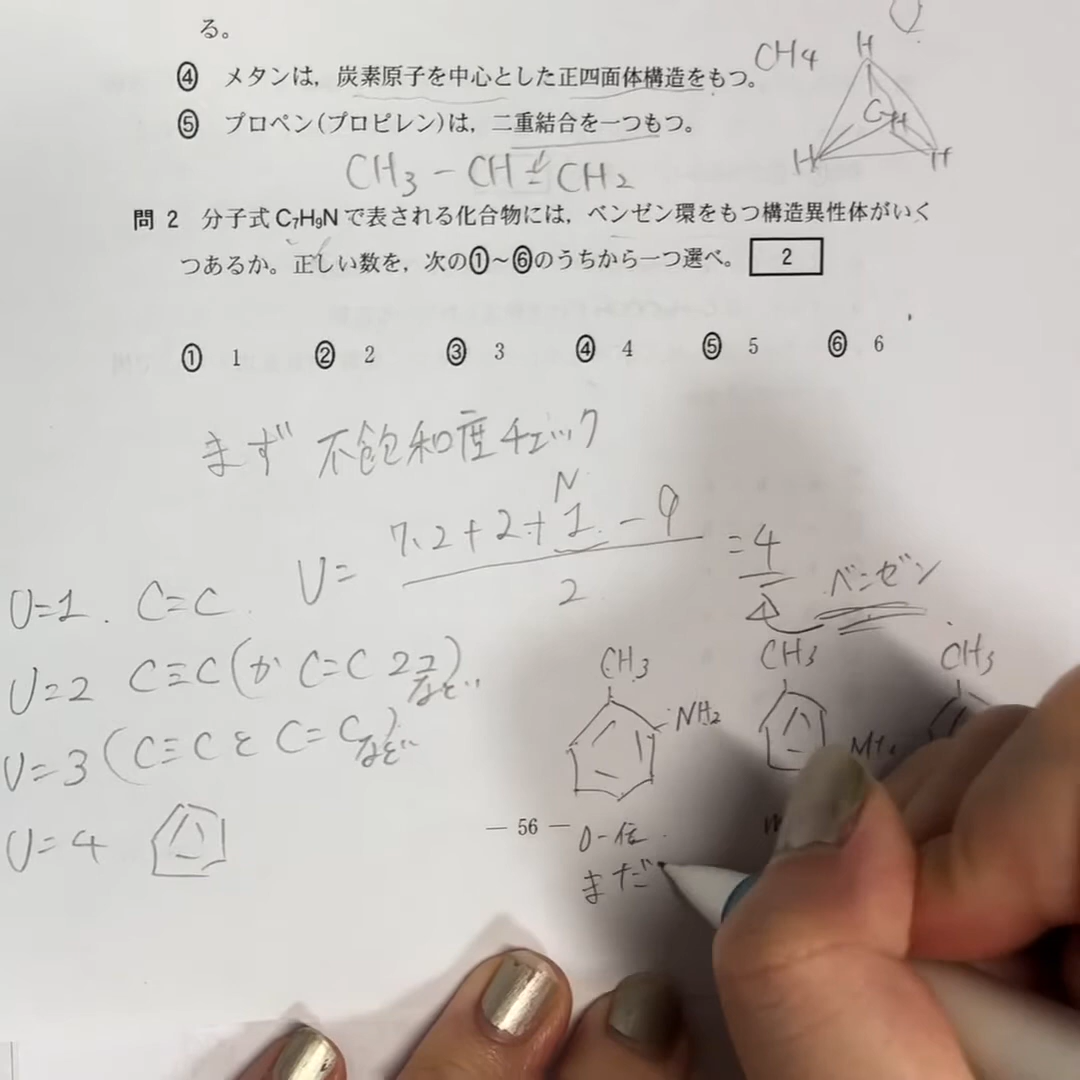 る。
④ メタンは，炭素原子を中心とした正四面体構造をもつ。
CH4
H
C
H
H
H
⑤ プロペン(プロピレン)は，二重結合を一つもつ。
CH3-CH=CH2
問 2 分子式C7H9Nで表される化合物には，ベンゼン環をもつ構造異性体がいく
つあるか。正しい数を，次の①~⑥のうちから一つ選べ。 2
① 1 ② 2 ③ 3 ④ 4 ⑤ 5 ⑥ 6
まず 不飽和度チェック
N
U= 7·2+2+1-9 =4
2
ベンゼン
U=1. C=C
U=2 C≡C(か C=C 2コ)
など
U=3 (C≡CとC=C)
など
U=4
CH3 CH3 CH3
NH2
— 56 —
O-位
まだ